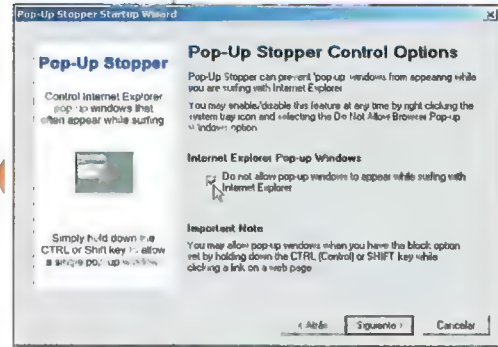 Pop-Up Stopper Startup Wizard
Pop-Up Stopper
Control Internet Explorer
pop-up windows that
often appear while surfing
Simply hold down the
CTRL or Shift key to allow
a single pop-up window
Pop-Up Stopper Control Options
Pop-Up Stopper can prevent 'pop-up' windows from appearing while
you are surfing with Internet Explorer
You may enable/disable this feature at any time by right clicking the
system tray icon and selecting the Do Not Allow Browser Pop-up
Windows option
Internet Explorer Pop-up Windows
Do not allow pop-up windows to appear while surfing with
Internet Explorer
Important Note
You may allow pop-up windows when you have the block option
set by holding down the CTRL (Control) or SHIFT key while
clicking a link on a web page
< Atrás
Siguiente >
Cancelar